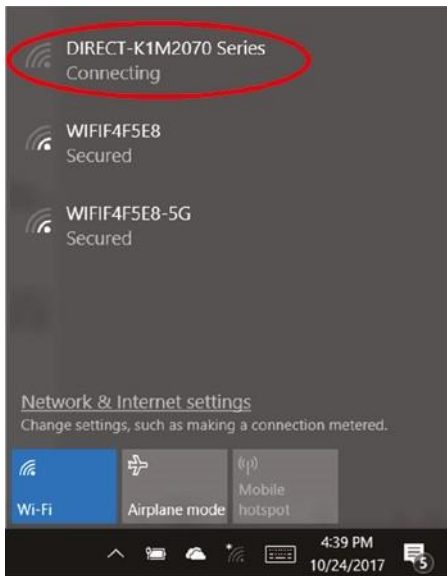 DIRECT-K1M2070 Series
Connecting
WIFIF4F5E8
Secured
WIFIF4F5E8-5G
Secured
Network & Internet settings
Change settings, such as making a connection metered.
Wi-Fi
Airplane mode
Mobile
hotspot
4:39 PM
10/24/2017
5